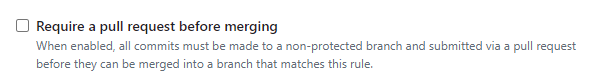 Require a pull request before merging
When enabled, all commits must be made to a non-protected branch and submitted via a pull request
before they can be merged into a branch that matches this rule.